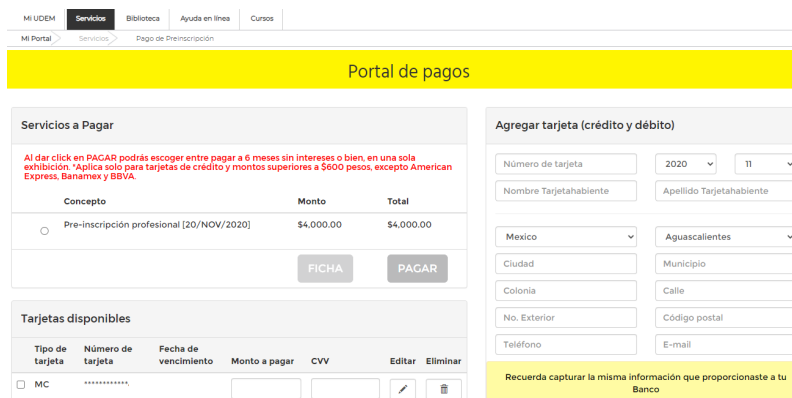 Mi UDEM Servicios Biblioteca Ayuda en línea Cursos
Mi Portal Servicios Pago de Preinscripción
Portal de pagos
Servicios a Pagar
Al dar click en PAGAR podrás escoger entre pagar a 6 meses sin intereses o bien, en una sola
exhibición. *Aplica solo para tarjetas de crédito y montos superiores a $600 pesos, excepto American
Express, Banamex y BBVA.
Concepto Monto Total
Pre-inscripción profesional [20/NOV/2020] $4,000.00 $4,000.00
FICHA PAGAR
Tarjetas disponibles
Tipo de tarjeta Número de tarjeta Fecha de vencimiento Monto a pagar CVV Editar Eliminar
MC ************.
Agregar tarjeta (crédito y débito)
Número de tarjeta 2020 11
Nombre Tarjetahabiente Apellido Tarjetahabiente
Mexico Aguascalientes
Ciudad Municipio
Colonía Calle
No. Exterior Código postal
Teléfono E-mail
Recuerda capturar la misma información que proporcionaste a tu
Banco